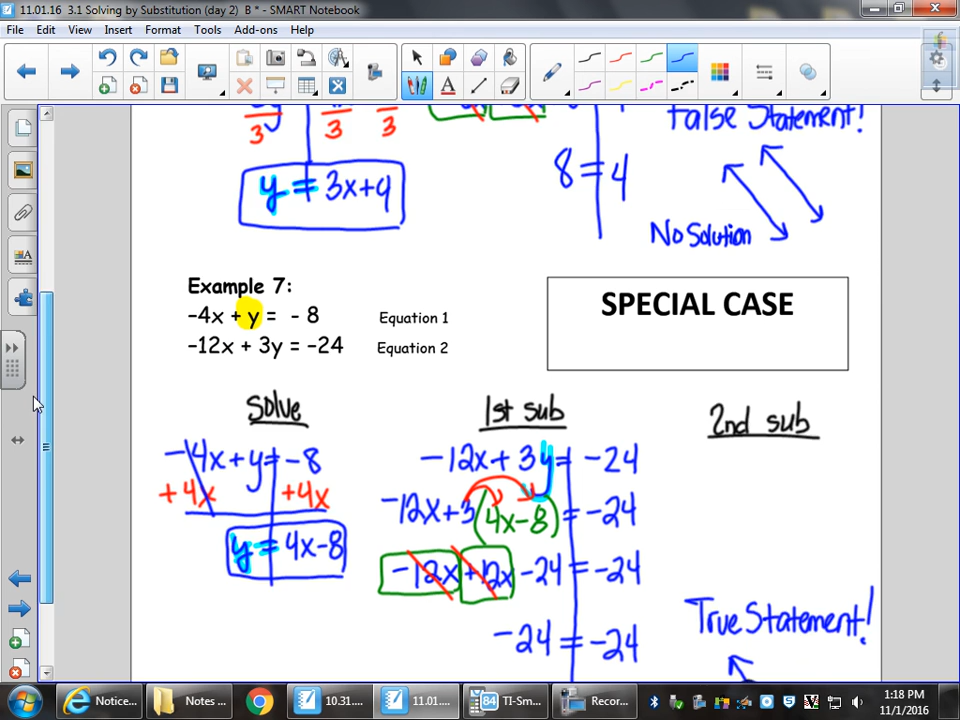 11.01.16 3.1 Solving by Substitution (day 2) B * - SMART Notebook
File Edit View Insert Format Tools Add-ons Help
3 3 3
y = 3x+4
8 = 4
False Statement!
No Solution
Example 7:
-4x + y = - 8 Equation 1
-12x + 3y = -24 Equation 2
SPECIAL CASE
Solve
-4x+y=-8
+4x +4x
y = 4x-8
1st sub
-12x+3y=-24
-12x+3(4x-8)=-24
-12x+12x-24=-24
-24=-24
2nd sub
True Statement!
Notice... Notes ... 10.31.... 11.01.... 84 TI-Sm... Recor...
1:18 PM
11/1/2016